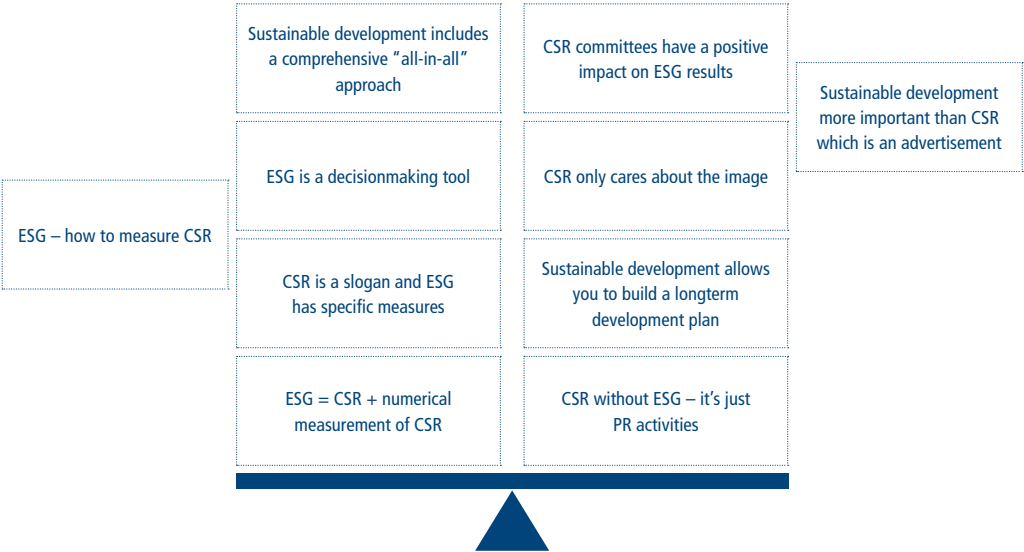 Sustainable development includes
a comprehensive “all-in-all”
approach
CSR committees have a positive
impact on ESG results
Sustainable development
more important than CSR
which is an advertisement
ESG is a decisionmaking tool
CSR only cares about the image
ESG – how to measure CSR
CSR is a slogan and ESG
has specific measures
Sustainable development allows
you to build a longterm
development plan
ESG = CSR + numerical
measurement of CSR
CSR without ESG – it’s just
PR activities